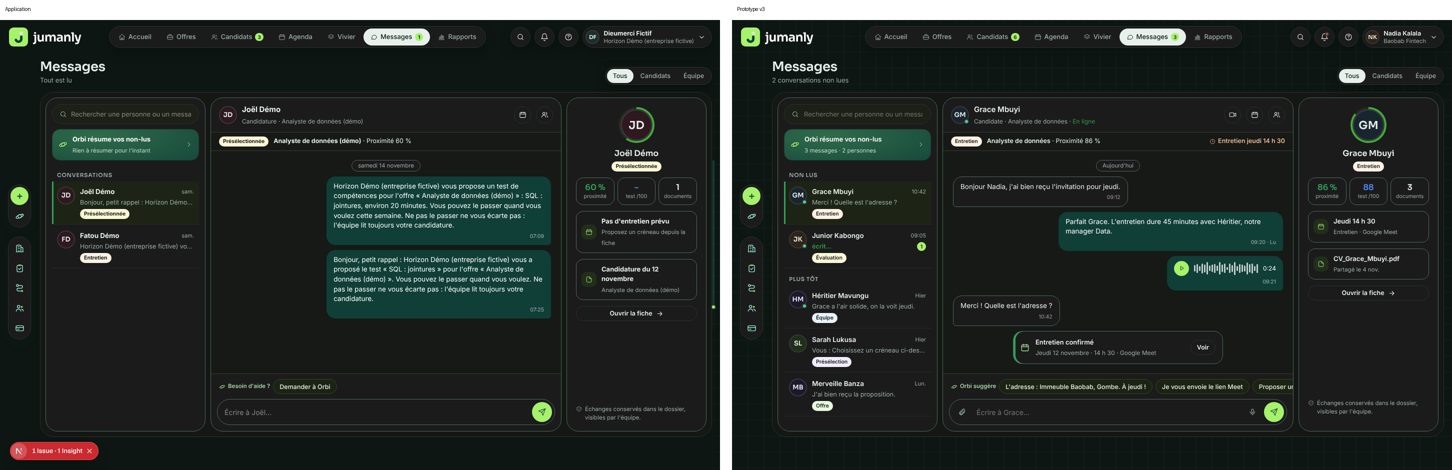 Application
jumanly
Accueil
Offres
Candidats 3
Agenda
Vivier
Messages 1
Rapports
DF
Dieumerci Fictif
Horizon Démo (entreprise fictive)
Messages
Tout est lu
Tous
Candidats
Équipe
Rechercher une personne ou un messa
Orbi résume vos non-lus
Rien à résumer pour l'instant
CONVERSATIONS
JD
Joël Démo
sam.
Bonjour, petit rappel : Horizon Démo...
Présélectionnée
FD
Fatou Démo
sam.
Horizon Démo (entreprise fictive) vo...
Entretien
JD
Joël Démo
Candidature · Analyste de données (démo)
Présélectionnée
Analyste de données (démo) · Proximité 60 %
samedi 14 novembre
Horizon Démo (entreprise fictive) vous propose un test de
compétences pour l'offre « Analyste de données (démo) » : SQL :
jointures, environ 20 minutes. Vous pouvez le passer quand vous
voulez cette semaine. Ne pas le passer ne vous écarte pas :
l'équipe lit toujours votre candidature.
07:09
Bonjour, petit rappel : Horizon Démo (entreprise fictive) vous a
proposé le test « SQL : jointures » pour l'offre « Analyste de
données (démo) ». Vous pouvez le passer quand vous voulez. Ne
pas le passer ne vous écarte pas : l'équipe lit toujours votre
candidature.
07:25
Besoin d'aide ?
Demander à Orbi
Écrire à Joël...
JD
Joël Démo
Présélectionnée
60 %
proximité
–
test /100
1
documents
Pas d'entretien prévu
Proposez un créneau depuis la
fiche
Candidature du 12
novembre
Analyste de données (démo)
Ouvrir la fiche →
Échanges conservés dans le dossier,
visibles par l'équipe.
N
1 Issue · 1 Insight
Prototype v3
jumanly
Accueil
Offres
Candidats 6
Agenda
Vivier
Messages 3
Rapports
NK
Nadia Kalala
Baobab Fintech
Messages
2 conversations non lues
Tous
Candidats
Équipe
Rechercher une personne ou un messa
Orbi résume vos non-lus
3 messages · 2 personnes
NON LUS
GM
Grace Mbuyi
10:42
Merci ! Quelle est l'adresse ?
Entretien
JK
Junior Kabongo
09:05
écrit...
1
Évaluation
PLUS TÔT
HM
Héritier Mavungu
Hier
Grace a l'air solide, on la voit jeudi.
Équipe
SL
Sarah Lukusa
Hier
Vous : Choisissez un créneau ci-des...
Présélection
MB
Merveille Banza
Lun.
J'ai bien reçu la proposition.
Offre
GM
Grace Mbuyi
Candidate · Analyste de données · En ligne
Entretien
Analyste de données · Proximité 86 %
Entretien jeudi 14 h 30
Aujourd'hui
Bonjour Nadia, j'ai bien reçu l'invitation pour jeudi.
09:12
Parfait Grace. L'entretien dure 45 minutes avec Héritier, notre
manager Data.
09:20 · Lu
0:24
09:21
Merci ! Quelle est l'adresse ?
10:42
Entretien confirmé
Jeudi 12 novembre · 14 h 30 · Google Meet
Voir
Orbi suggère
L'adresse : Immeuble Baobab, Gombe. À jeudi !
Je vous envoie le lien Meet
Proposer un
Écrire à Grace...
GM
Grace Mbuyi
Entretien
86 %
proximité
88
test /100
3
documents
Jeudi 14 h 30
Entretien · Google Meet
CV_Grace_Mbuyi.pdf
Partagé le 4 nov.
Ouvrir la fiche →
Échanges conservés dans le dossier,
visibles par l'équipe.